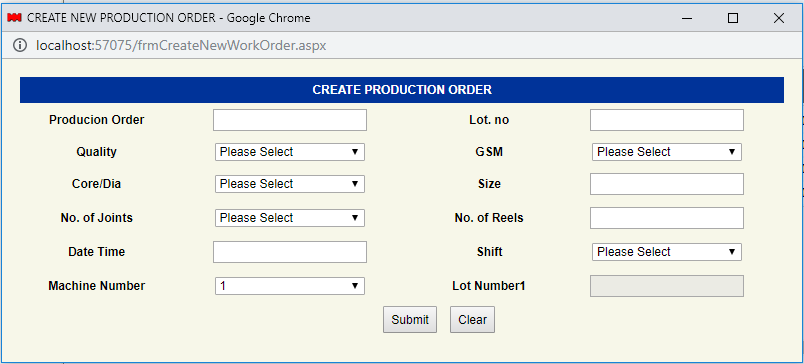 CREATE NEW PRODUCTION ORDER - Google Chrome
localhost:57075/frmCreateNewWorkOrder.aspx
CREATE PRODUCTION ORDER
Producion Order Lot. no
Quality Please Select GSM Please Select
Core/Dia Please Select Size
No. of Joints Please Select No. of Reels
Date Time Shift Please Select
Machine Number 1 Lot Number1
Submit Clear